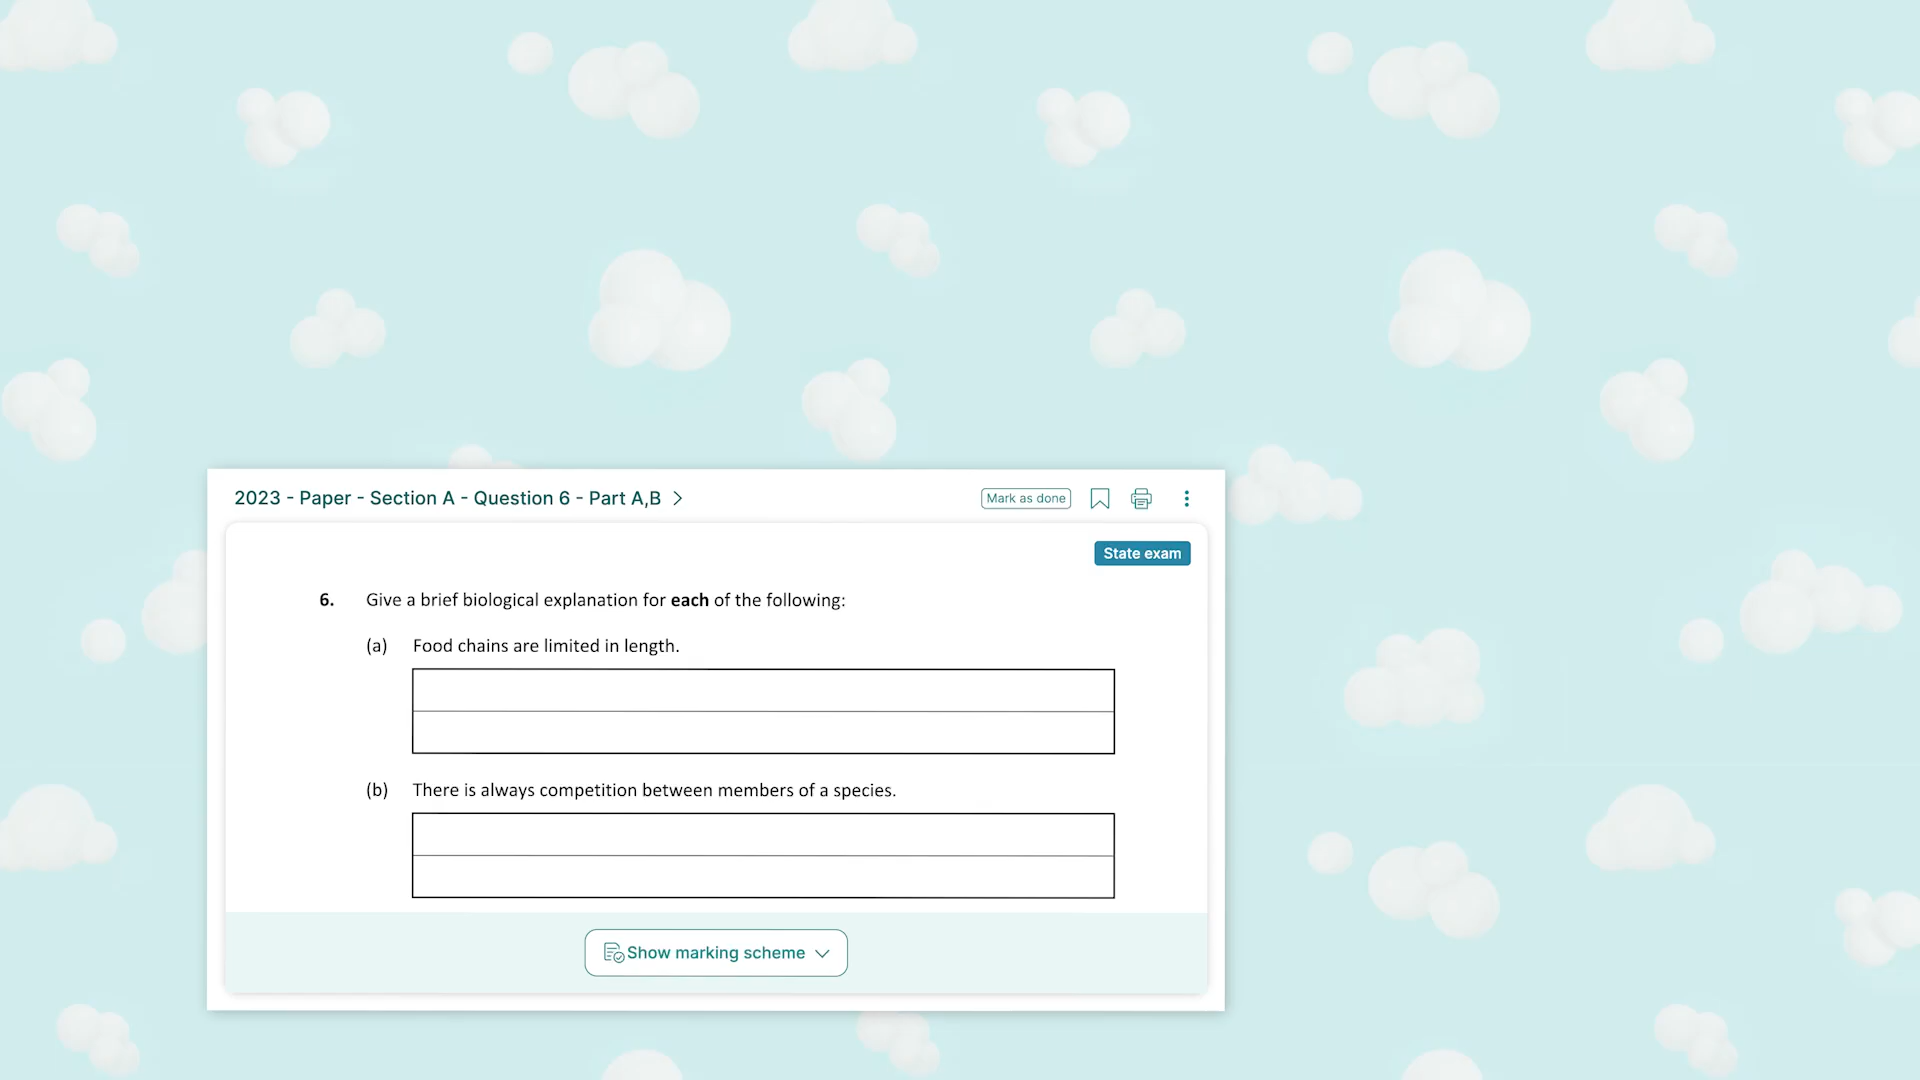 2023 - Paper - Section A - Question 6 - Part A,B
Mark as done
State exam
6. Give a brief biological explanation for each of the following:
(a) Food chains are limited in length.
(b) There is always competition between members of a species.
Show marking scheme